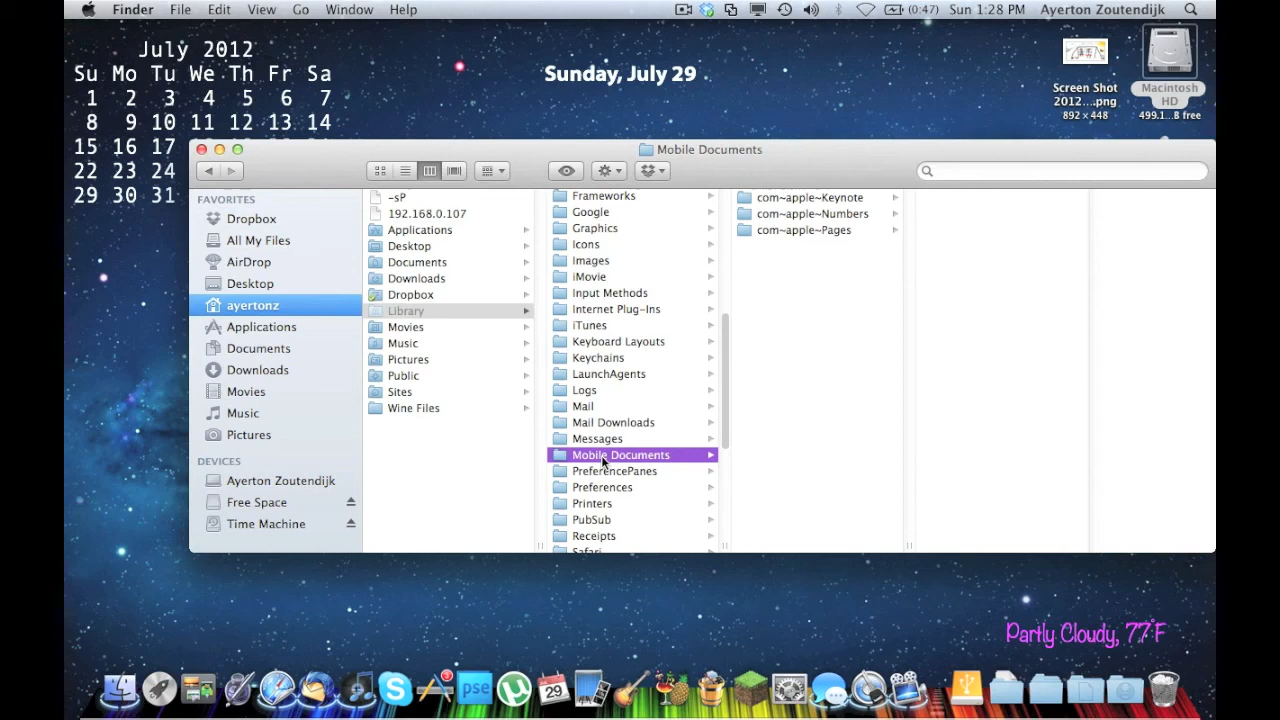 Finder File Edit View Go Window Help (0:47) Sun 1:28 PM Ayerton Zoutendijk
July 2012
Su Mo Tu We Th Fr Sa
1 2 3 4 5 6 7
8 9 10 11 12 13 14
15 16 17
22 23 24
29 30 31
Sunday, July 29
Screen Shot
2012....png
892 × 448
Macintosh
HD
499.1...B free
Mobile Documents
FAVORITES
Dropbox
All My Files
AirDrop
Desktop
ayertonz
Applications
Documents
Downloads
Movies
Music
Pictures
DEVICES
Ayerton Zoutendijk
Free Space
Time Machine
-sP
192.168.0.107
Applications
Desktop
Documents
Downloads
Dropbox
Library
Movies
Music
Pictures
Public
Sites
Wine Files
Frameworks
Google
Graphics
Icons
Images
iMovie
Input Methods
Internet Plug-Ins
iTunes
Keyboard Layouts
Keychains
LaunchAgents
Logs
Mail
Mail Downloads
Messages
Mobile Documents
PreferencePanes
Preferences
Printers
PubSub
Receipts
Safari
com~apple~Keynote
com~apple~Numbers
com~apple~Pages
Partly Cloudy, 77°F
pse
29